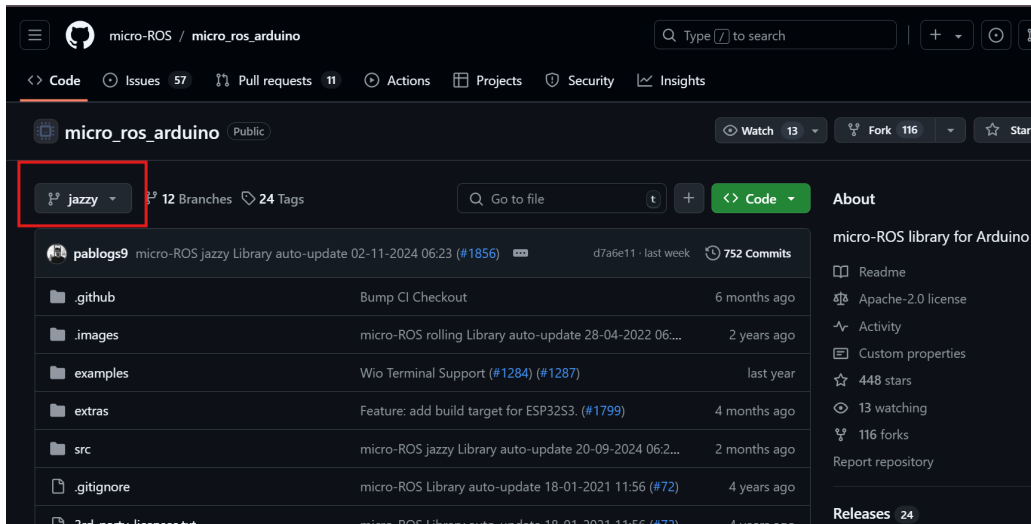 micro-ROS / micro_ros_arduino
Type / to search
Code Issues 57 Pull requests 11 Actions Projects Security Insights
micro_ros_arduino Public
Watch 13 Fork 116 Star
jazzy 12 Branches 24 Tags Go to file t Code
About
micro-ROS library for Arduino
pablogs9 micro-ROS jazzy Library auto-update 02-11-2024 06:23 (#1856) d7a6e11 · last week 752 Commits
.github Bump CI Checkout 6 months ago
.images micro-ROS rolling Library auto-update 28-04-2022 06:... 2 years ago
examples Wio Terminal Support (#1284) (#1287) last year
extras Feature: add build target for ESP32S3. (#1799) 4 months ago
src micro-ROS jazzy Library auto-update 20-09-2024 06:2... 2 months ago
.gitignore micro-ROS Library auto-update 18-01-2021 11:56 (#72) 4 years ago
Readme
Apache-2.0 license
Activity
Custom properties
448 stars
13 watching
116 forks
Report repository
Releases 24